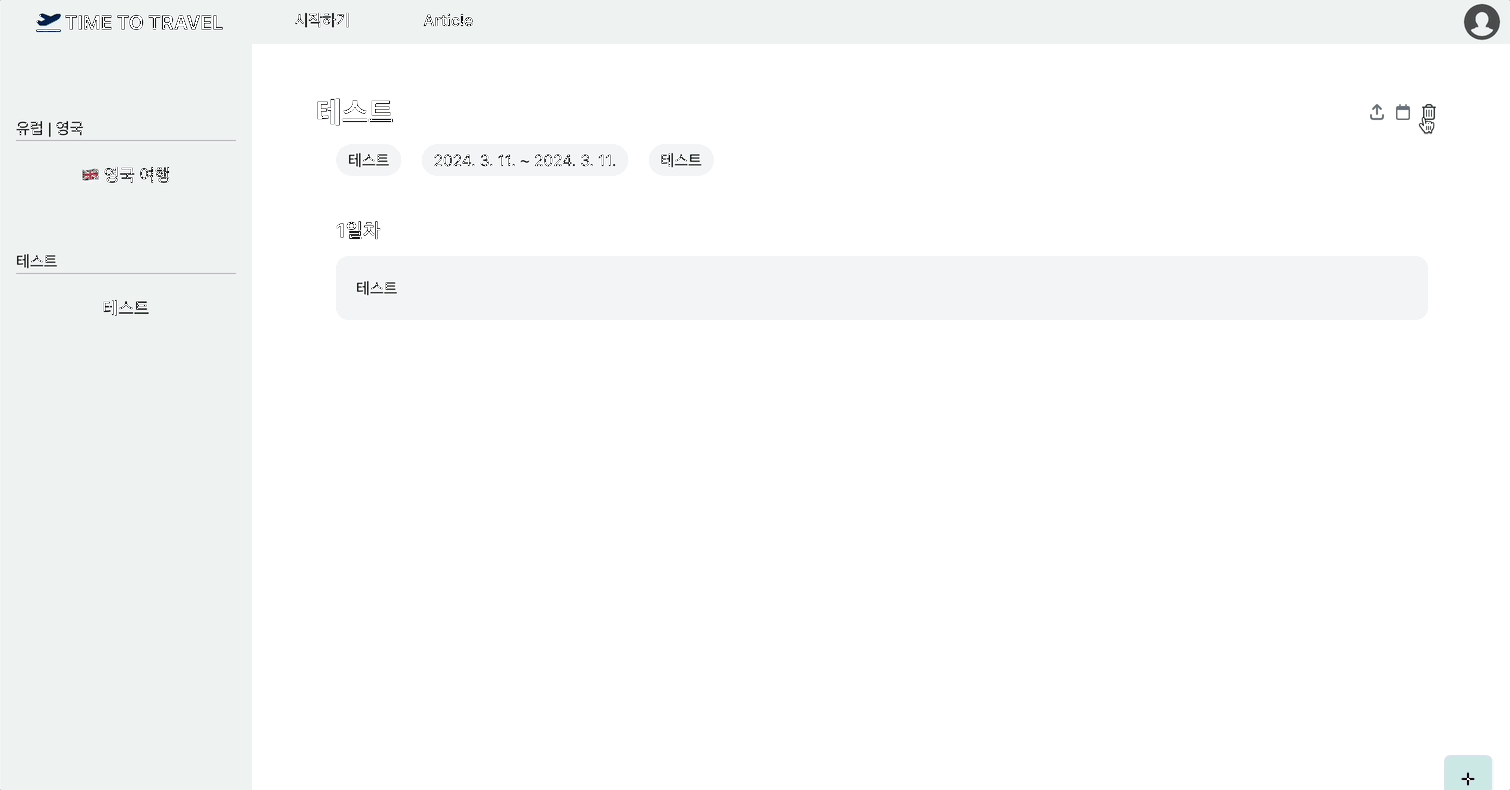 TIME TO TRAVEL
시작하기
Article
유럽 | 영국
🇬🇧 영국 여행
테스트
테스트
테스트
테스트
2024. 3. 11. ~ 2024. 3. 11.
테스트
1일차
테스트